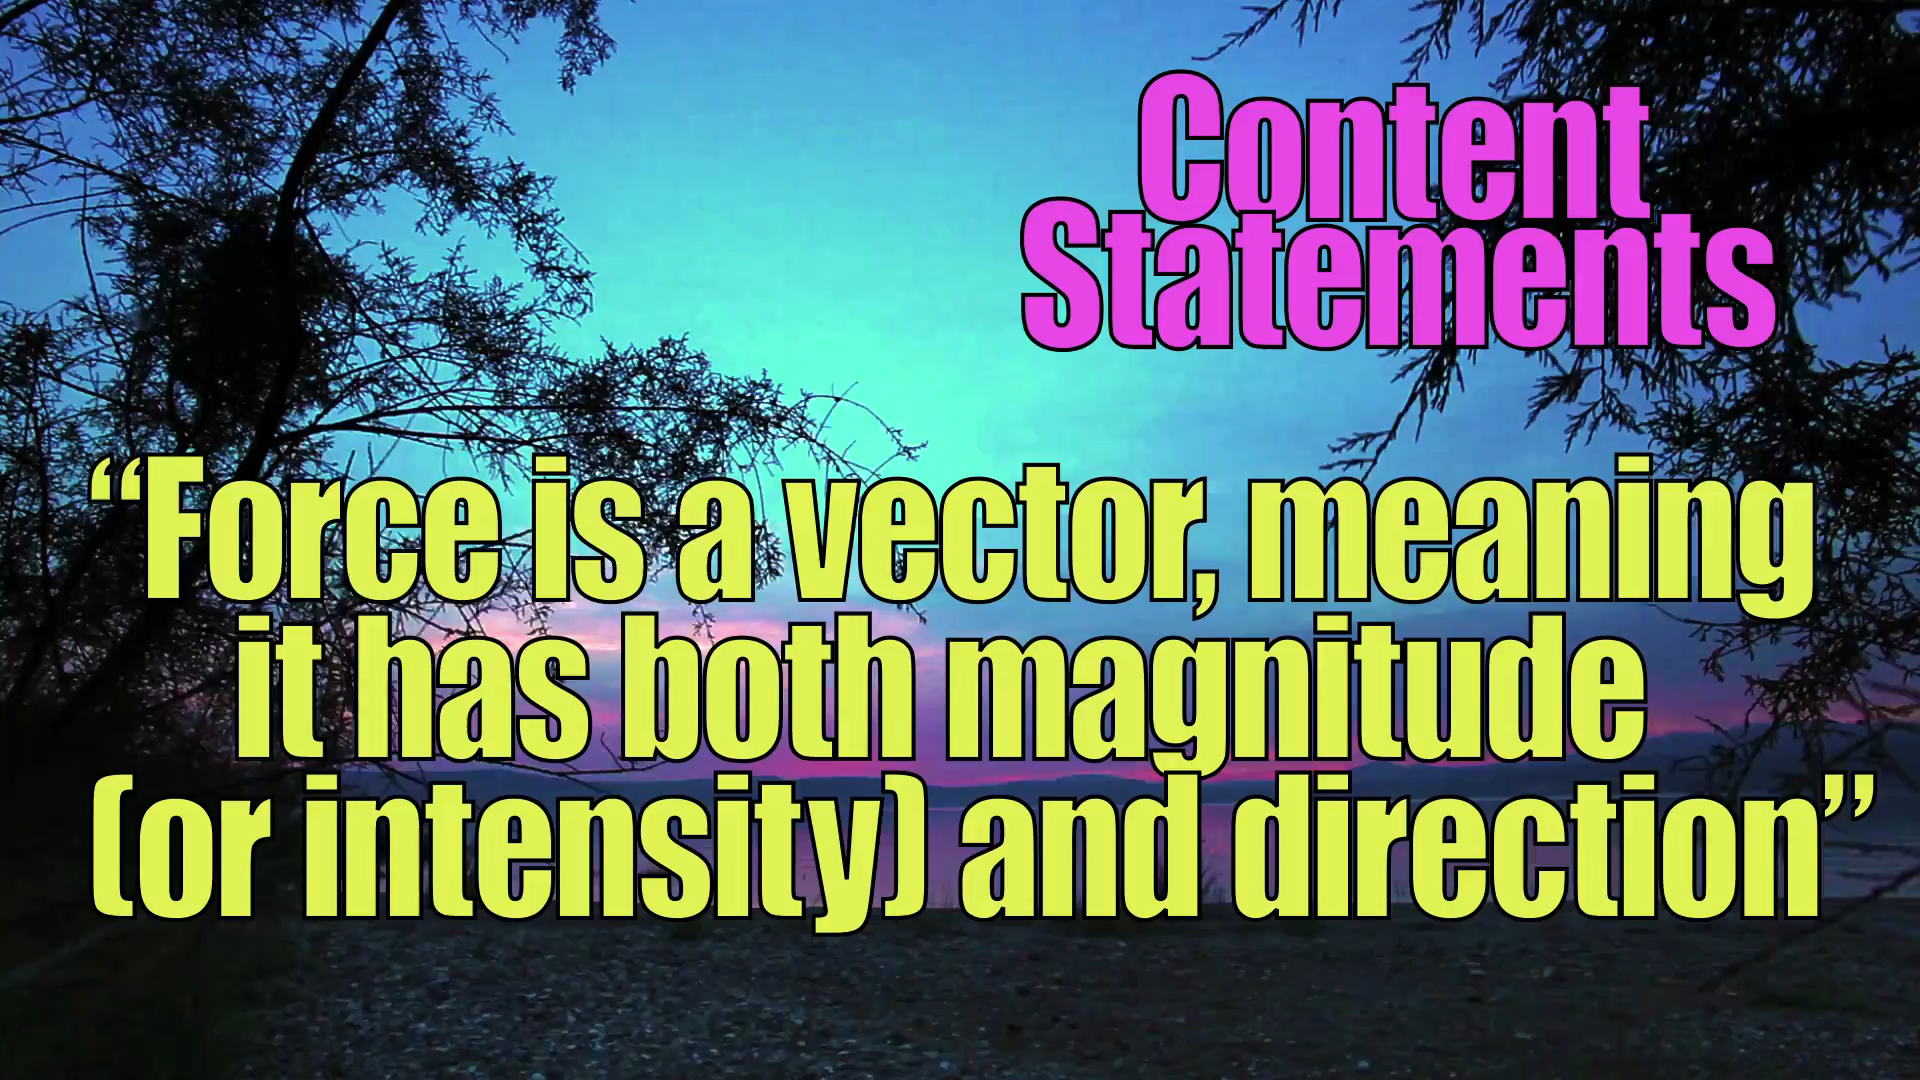 Content
Statements
“Force is a vector, meaning
it has both magnitude
(or intensity) and direction”